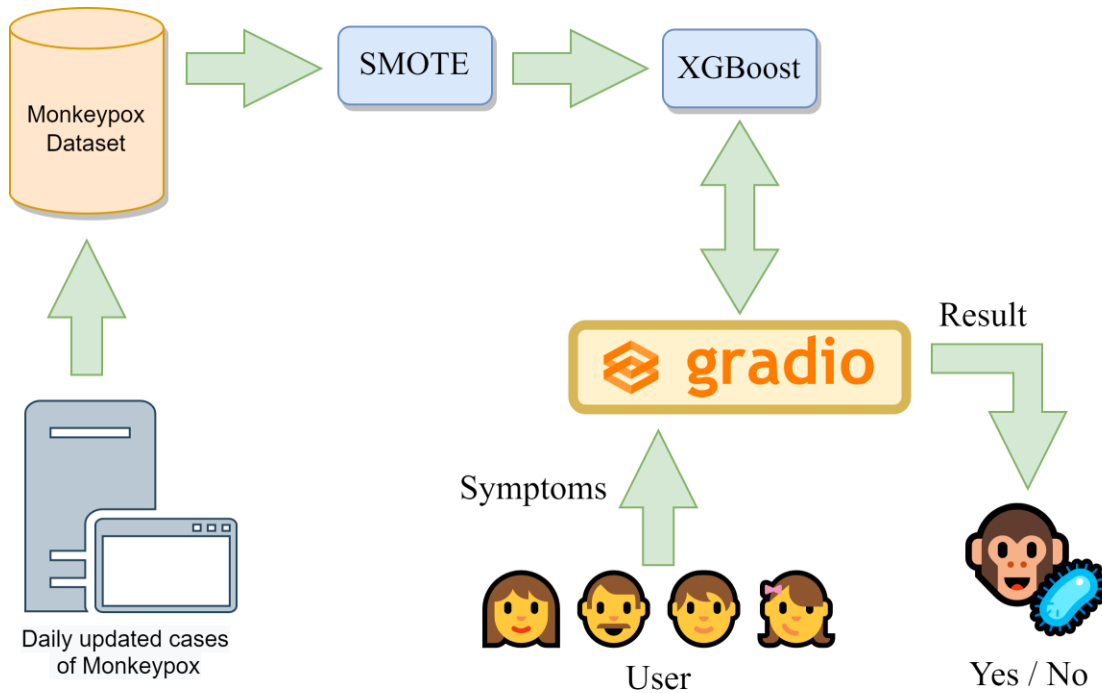 Monkeypox
Dataset
SMOTE
XGBoost
gradio
Result
Symptoms
Daily updated cases
of Monkeypox
User
Yes / No